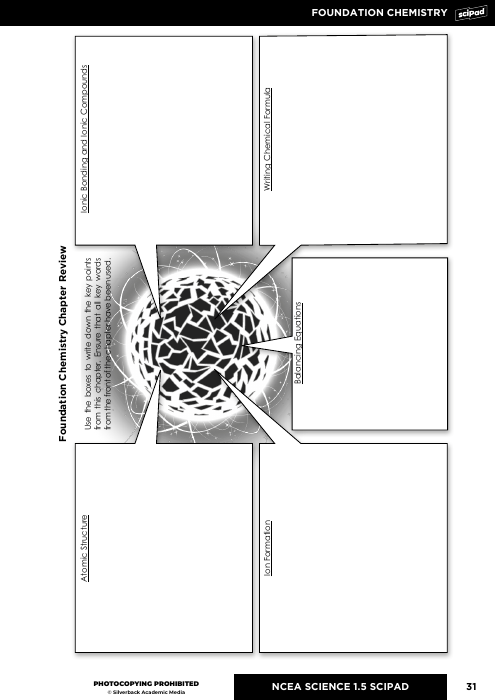 FOUNDATION CHEMISTRY
scipad
Foundation Chemistry Chapter Review
Use the boxes to write down the key points
from this chapter. Ensure that all key words
from the front of the chapter have been used.
Atomic Structure
Ionic Bonding and Ionic Compounds
Ion Formation
Balancing Equations
Writing Chemical Formula
PHOTOCOPYING PROHIBITED
© Silverback Academic Media
NCEA SCIENCE 1.5 SCIPAD
31